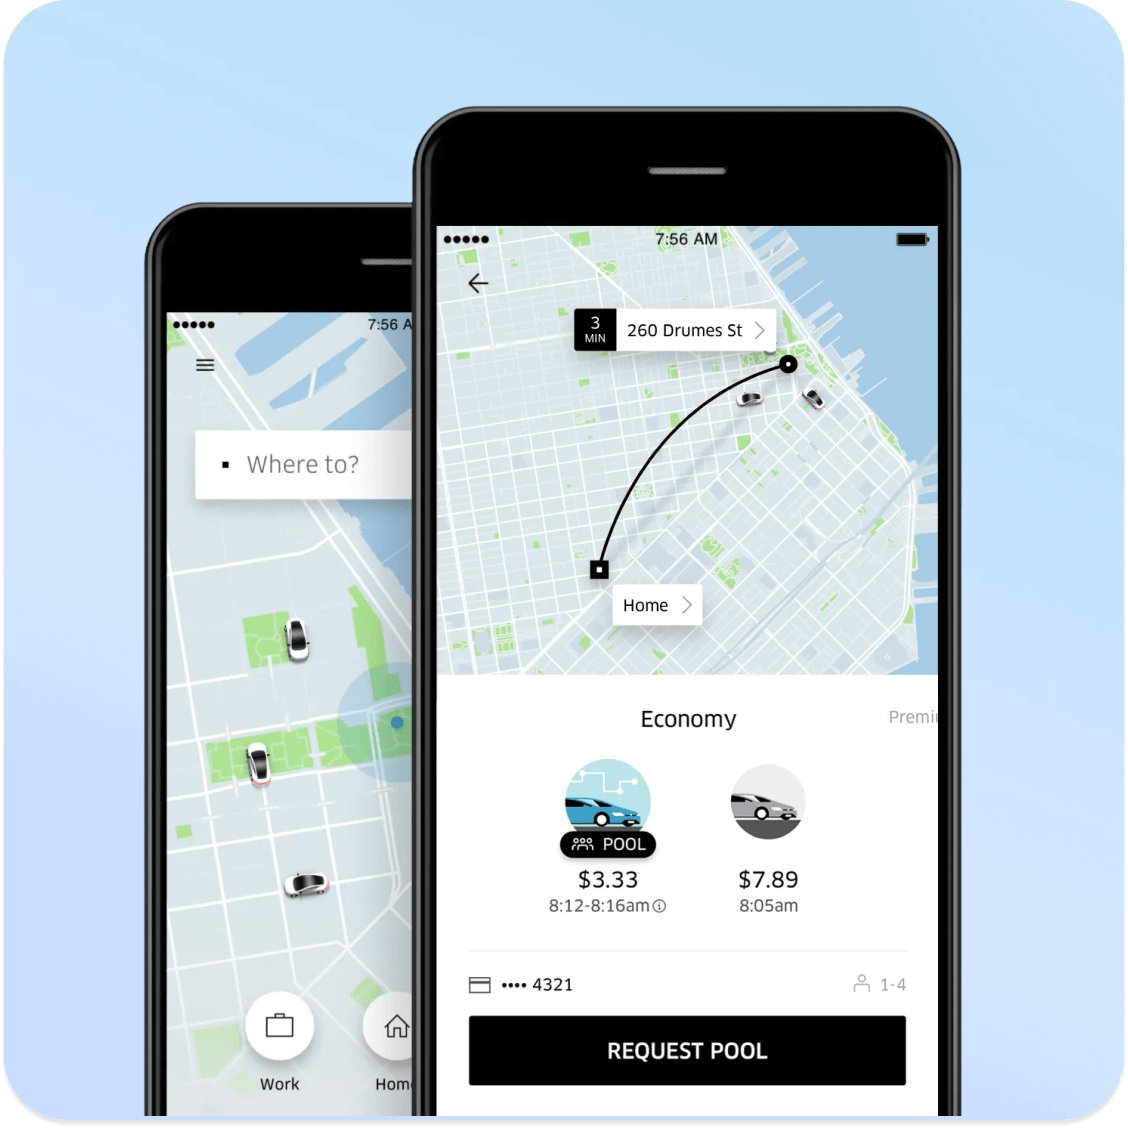 7:56 A
Where to?
Work
Hom
7:56 AM
3
MIN
260 Drumes St
Home
Economy
Premiu
POOL
$3.33
$7.89
8:12-8:16am
8:05am
•••• 4321
1-4
REQUEST POOL